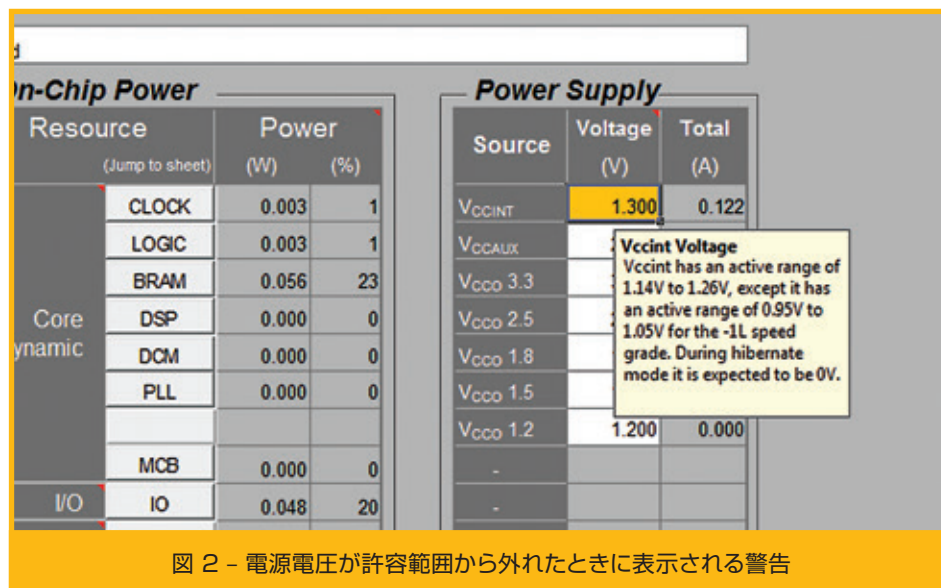 d
n-Chip Power
Power Supply
Resource
(Jump to sheet)
Power
(W) (%)
Source
Voltage
(V)
Total
(A)
CLOCK 0.003 1
LOGIC 0.003 1
BRAM 0.056 23
Core
ynamic
DSP 0.000 0
DCM 0.000 0
PLL 0.000 0
MCB 0.000 0
I/O IO 0.048 20
VCCINT 1.300 0.122
VCCAUX
VCCO 3.3
VCCO 2.5
VCCO 1.8
VCCO 1.5
VCCO 1.2 1.200 0.000
-
-
Vccint Voltage
Vccint has an active range of
1.14V to 1.26V, except it has
an active range of 0.95V to
1.05V for the -1L speed
grade. During hibernate
mode it is expected to be 0V.
図 2 – 電源電圧が許容範囲から外れたときに表示される警告